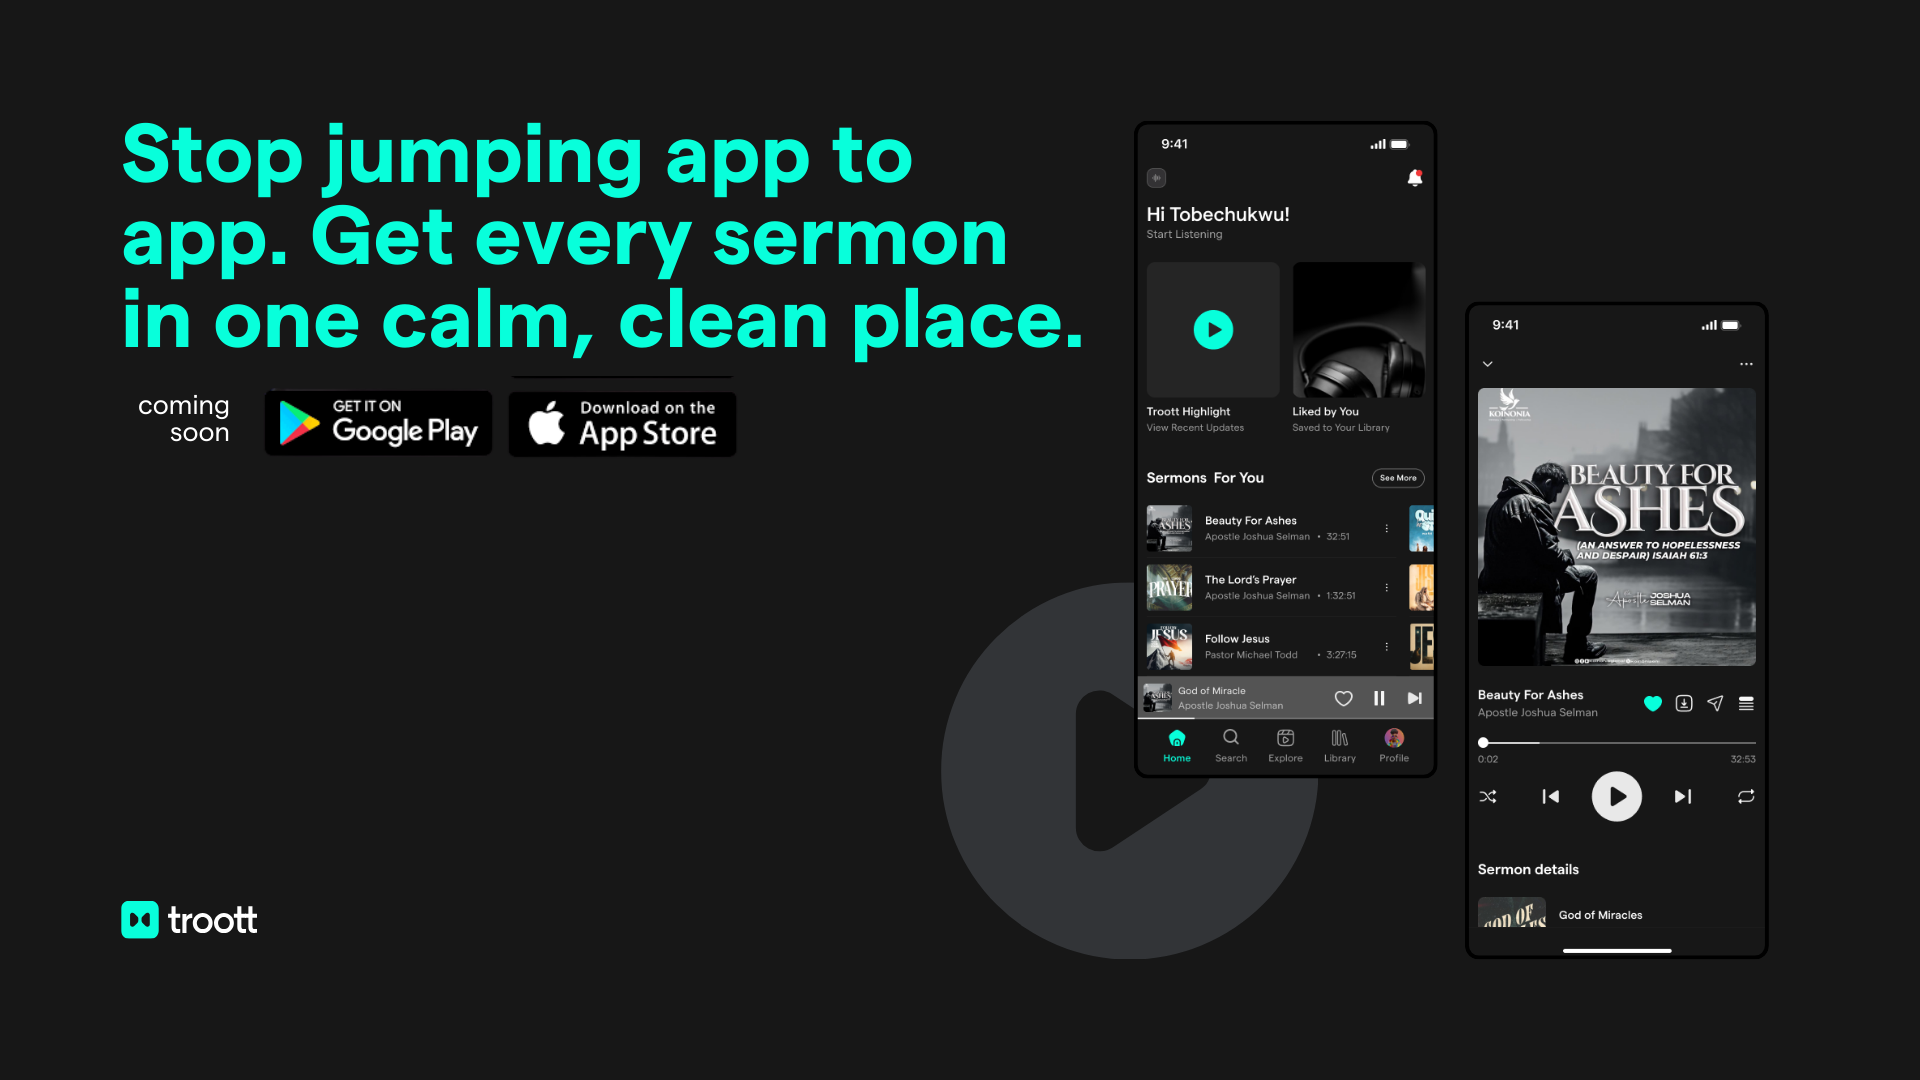 Stop jumping app to
app. Get every sermon
in one calm, clean place.
coming
soon
GET IT ON
Google Play
Download on the
App Store
troott
9:41
Hi Tobechukwu!
Start Listening
Troott Highlight
View Recent Updates
Liked by You
Saved to Your Library
Sermons For You
See More
ASHES
Beauty For Ashes
Apostle Joshua Selman • 32:51
PRAYER
The Lord's Prayer
Apostle Joshua Selman • 1:32:51
JESUS
Follow Jesus
Pastor Michael Todd • 3:27:15
God of Miracle
Apostle Joshua Selman
Home
Search
Explore
Library
Profile
9:41
KOINONIA
BEAUTY FOR
ASHES
(AN ANSWER TO HOPELESSNESS
AND DESPAIR) ISAIAH 61:3
Apostle JOSHUA
SELMAN
Beauty For Ashes
Apostle Joshua Selman
0:02
32:53
Sermon details
GOD OF
God of Miracles